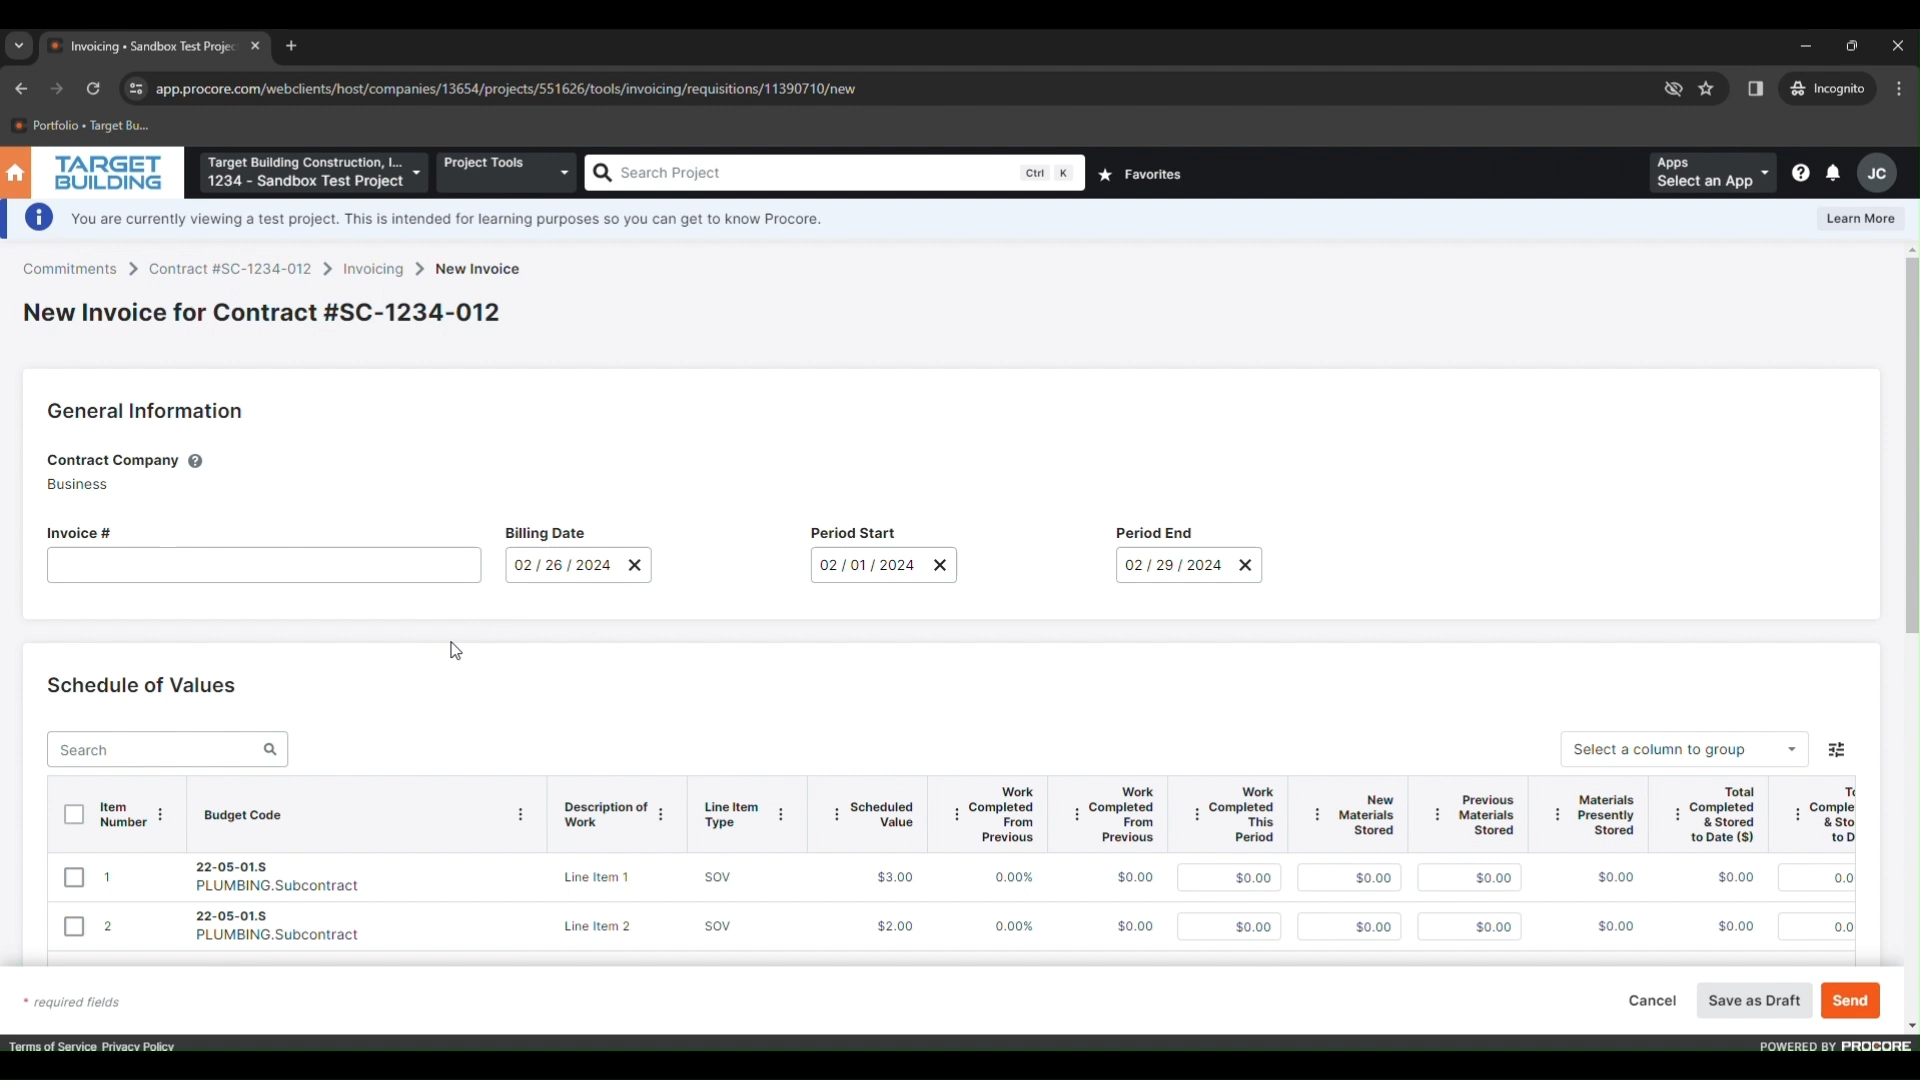 Invoicing • Sandbox Test Projec
app.procore.com/webclients/host/companies/13654/projects/551626/tools/invoicing/requisitions/11390710/new
Incognito
Portfolio • Target Bu...
TARGET
BUILDING
Target Building Construction, I...
1234 - Sandbox Test Project
Project Tools
Search Project
Ctrl K
Favorites
Apps
Select an App
JC
You are currently viewing a test project. This is intended for learning purposes so you can get to know Procore.
Learn More
Commitments > Contract #SC-1234-012 > Invoicing > New Invoice
New Invoice for Contract #SC-1234-012
General Information
Contract Company
Business
Invoice # Billing Date Period Start Period End
02 / 26 / 2024 02 / 01 / 2024 02 / 29 / 2024
Schedule of Values
Search
Select a column to group
Item Number
Budget Code
Description of Work
Line Item Type
Scheduled Value
Work Completed From Previous
Work Completed From Previous
Work Completed This Period
New Materials Stored
Previous Materials Stored
Materials Presently Stored
Total Completed & Stored to Date ($)
To Comple & Sto to D
1 22-05-01.S PLUMBING.Subcontract Line Item 1 SOV $3.00 0.00% $0.00 $0.00 $0.00 $0.00 $0.00 $0.00 0.0
2 22-05-01.S PLUMBING.Subcontract Line Item 2 SOV $2.00 0.00% $0.00 $0.00 $0.00 $0.00 $0.00 $0.00 0.0
* required fields
Cancel Save as Draft Send
Terms of Service Privacy Policy
POWERED BY PROCORE